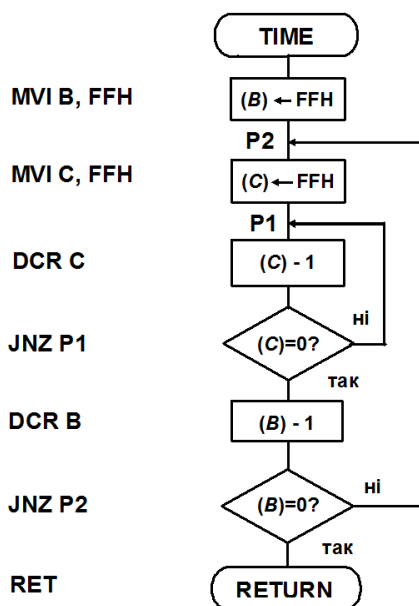 TIME
MVI B, FFH
(B) ← FFH
P2
MVI C, FFH
(C) ← FFH
P1
DCR C
(C) - 1
ні
JNZ P1
(C)=0?
так
DCR B
(B) - 1
ні
JNZ P2
(B)=0?
так
RET
RETURN